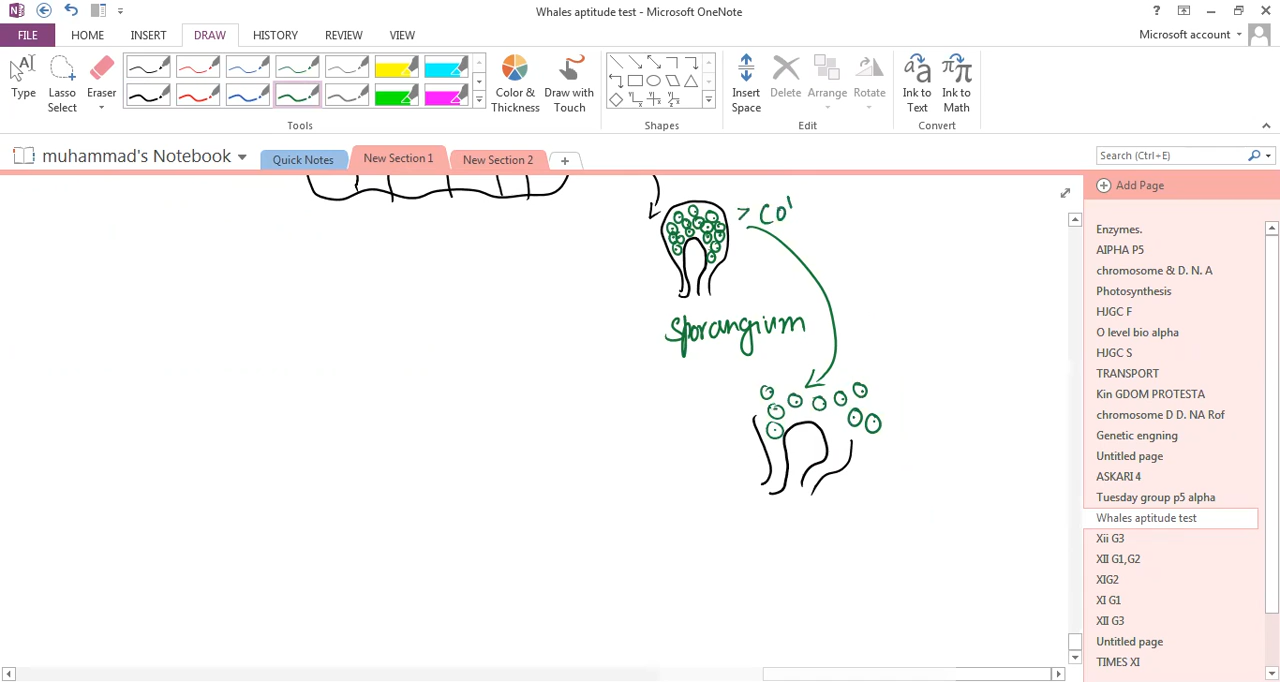 Whales aptitude test - Microsoft OneNote
FILE HOME INSERT DRAW HISTORY REVIEW VIEW
Microsoft account
Type
Lasso Select
Eraser
Color & Thickness
Draw with Touch
Insert Space
Delete
Arrange
Rotate
Ink to Text
Ink to Math
Tools
Shapes
Edit
Convert
muhammad's Notebook
Quick Notes
New Section 1
New Section 2
Search (Ctrl+E)
Add Page
Enzymes.
AIPHA P5
chromosome & D. N. A
Photosynthesis
HJGC F
O level bio alpha
HJGC S
TRANSPORT
Kin GDOM PROTESTA
chromosome D D. NA Rof
Genetic engning
Untitled page
ASKARI 4
Tuesday group p5 alpha
Whales aptitude test
Xii G3
XII G1,G2
XIG2
XI G1
XII G3
Untitled page
TIMES XI
sporangium